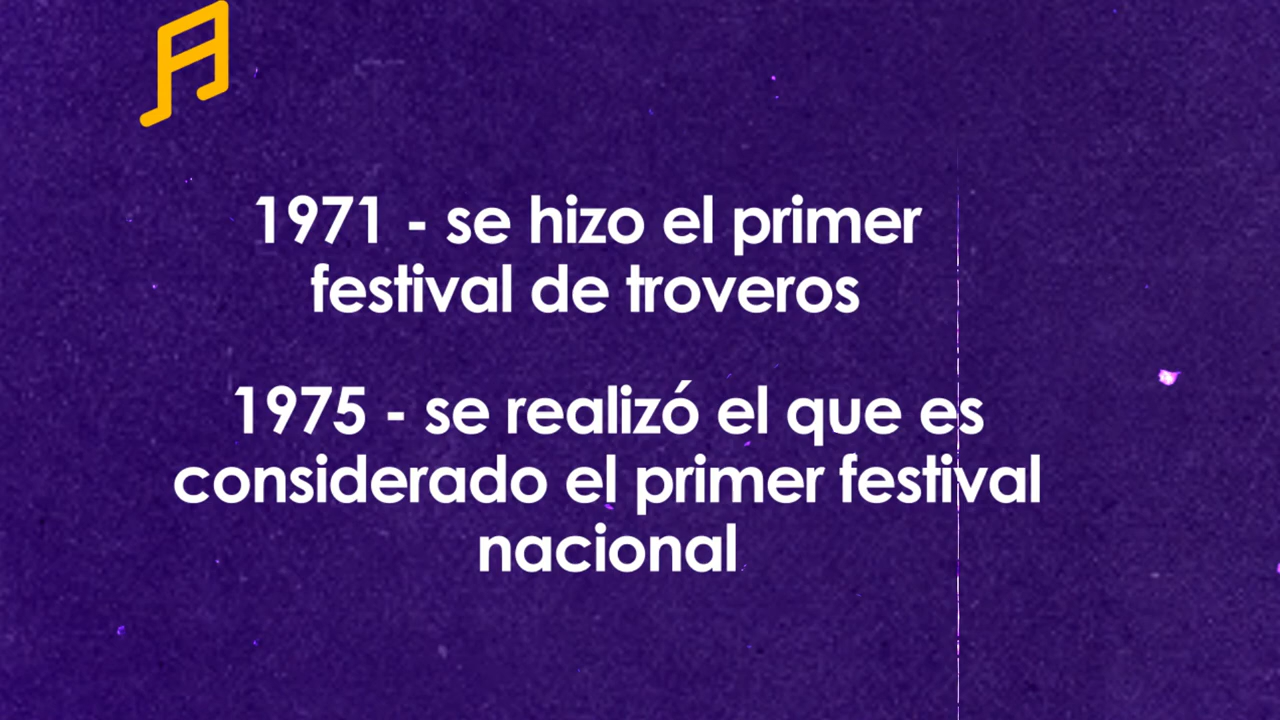 1971 - se hizo el primer
festival de troveros
1975 - se realizó el que es
considerado el primer festival
nacional